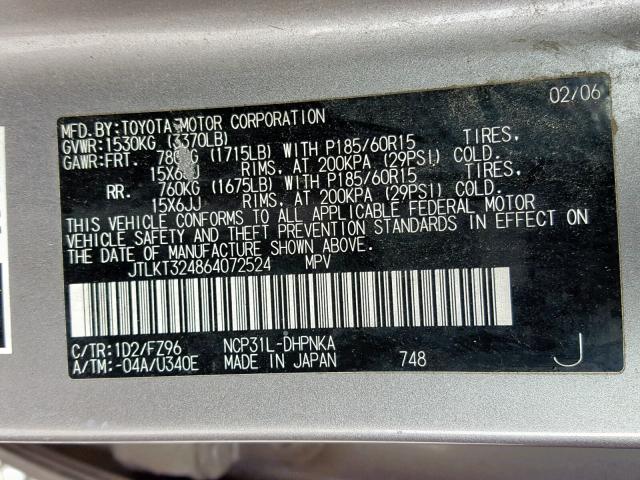 02/06
MFD.BY:TOYOTA MOTOR CORPORATION
GVWR:1530KG (3370LB)
GAWR:FRT. 780KG (1715LB) WITH P185/60R15 TIRES.
15X6JJ RIMS. AT 200KPA (29PSI) COLD.
RR. 760KG (1675LB) WITH P185/60R15 TIRES.
15X6JJ RIMS. AT 200KPA (29PSI) COLD.
THIS VEHICLE CONFORMS TO ALL APPLICABLE FEDERAL MOTOR
VEHICLE SAFETY AND THEFT PREVENTION STANDARDS IN EFFECT ON
THE DATE OF MANUFACTURE SHOWN ABOVE.
JTLKT324864072524 MPV
C/TR:1D2/FZ96 NCP31L-DHPNKA
A/TM:-04A/U340E MADE IN JAPAN 748 J